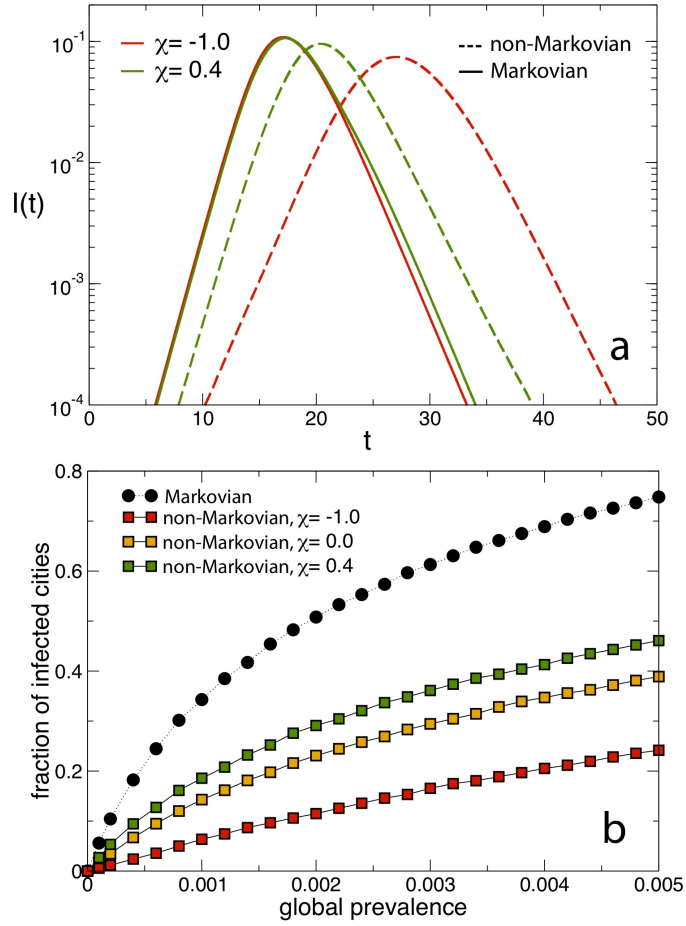 10^-1
χ= -1.0
χ= 0.4
non-Markovian
Markovian
10^-2
I(t)
10^-3
a
10^-4
0 10 20 30 40 50
t
0.8
Markovian
non-Markovian, χ= -1.0
non-Markovian, χ= 0.0
non-Markovian, χ= 0.4
0.6
fraction of infected cities
0.4
0.2
b
0
0 0.001 0.002 0.003 0.004 0.005
global prevalence